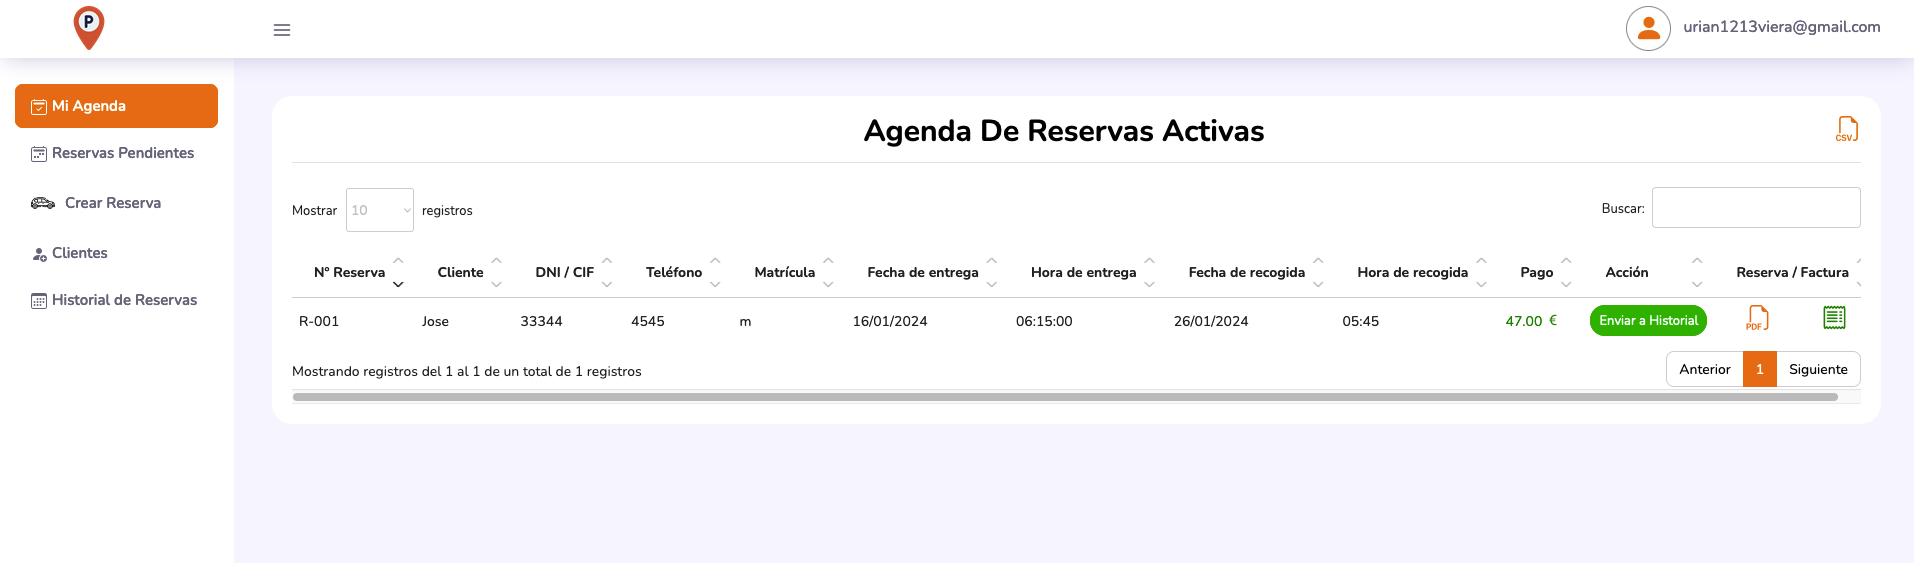 P
urian1213viera@gmail.com
Mi Agenda
Reservas Pendientes
Crear Reserva
Clientes
Historial de Reservas
Agenda De Reservas Activas
CSV
Mostrar 10 registros
Buscar:
Nº Reserva Cliente DNI / CIF Teléfono Matrícula Fecha de entrega Hora de entrega Fecha de recogida Hora de recogida Pago Acción Reserva / Factura
R-001 Jose 33344 4545 m 16/01/2024 06:15:00 26/01/2024 05:45 47.00 € Enviar a Historial PDF
Mostrando registros del 1 al 1 de un total de 1 registros
Anterior 1 Siguiente